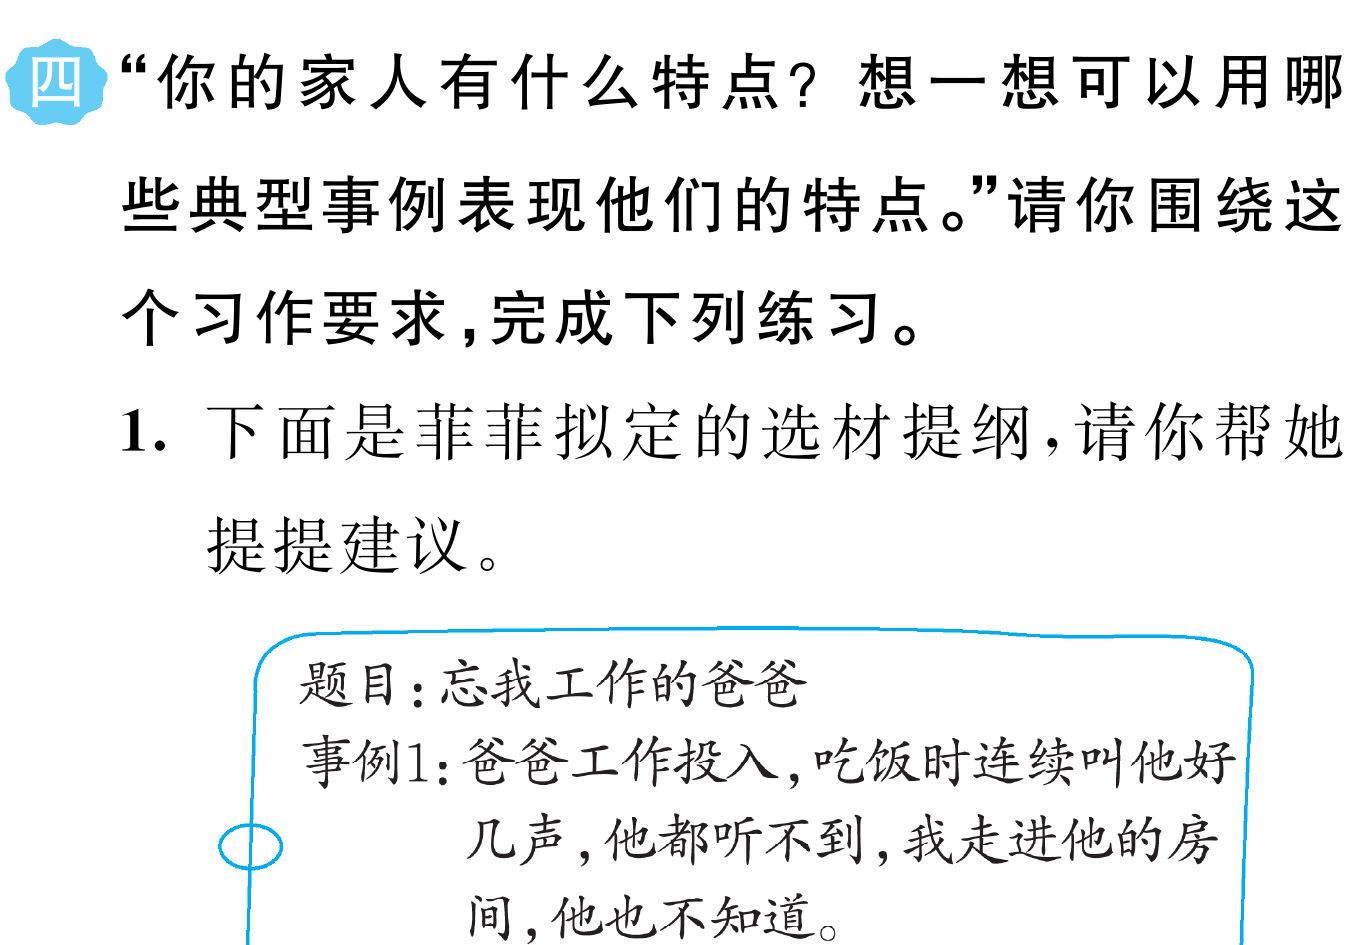 四 “你的家人有什么特点？想一想可以用哪
些典型事例表现他们的特点。”请你围绕这
个习作要求，完成下列练习。
1. 下面是菲菲拟定的选材提纲，请你帮她
提提建议。
题目：忘我工作的爸爸
事例1：爸爸工作投入，吃饭时连续叫他好
几声，他都听不到，我走进他的房
间，他也不知道。